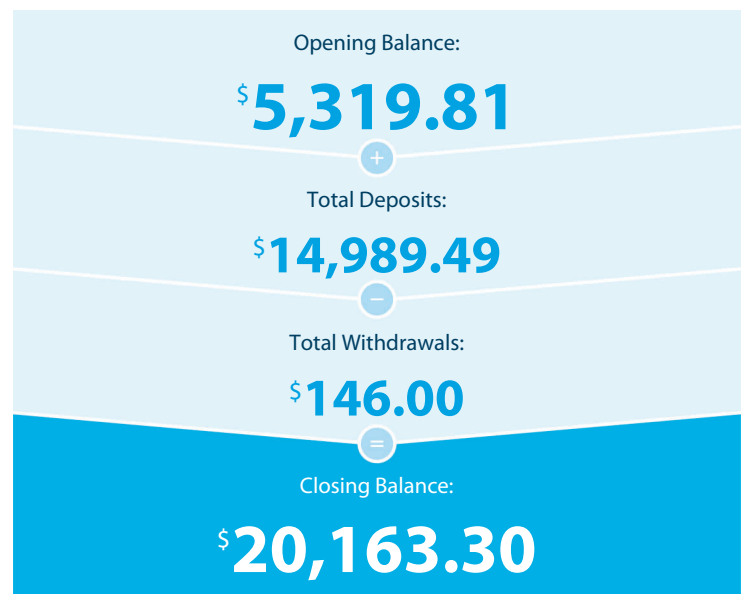 Opening Balance:
$5,319.81
+
Total Deposits:
$14,989.49
−
Total Withdrawals:
$146.00
=
Closing Balance:
$20,163.30